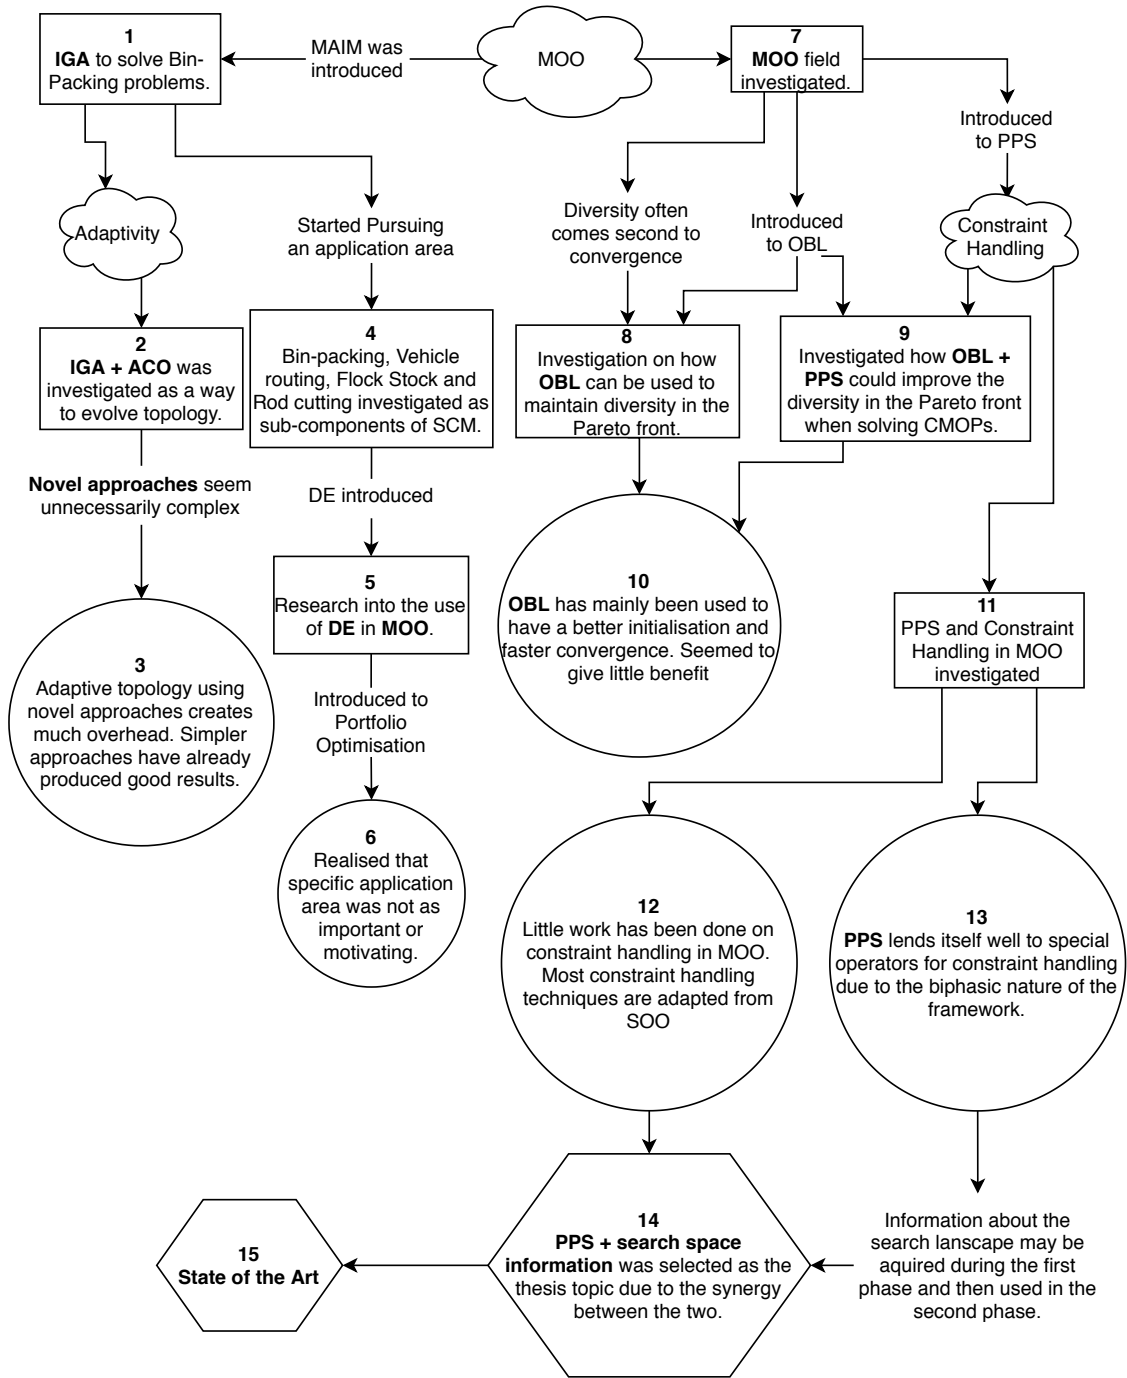 1
IGA to solve Bin-
Packing problems.
MAIM was
introduced
MOO
7
MOO field
investigated.
Introduced
to PPS
Adaptivity
Started Pursuing
an application area
Diversity often
comes second to
convergence
Introduced
to OBL
Constraint
Handling
2
IGA + ACO was
investigated as a way
to evolve topology.
4
Bin-packing, Vehicle
routing, Flock Stock and
Rod cutting investigated as
sub-components of SCM.
8
Investigation on how
OBL can be used to
maintain diversity in the
Pareto front.
9
Investigated how OBL +
PPS could improve the
diversity in the Pareto front
when solving CMOPs.
Novel approaches seem
unnecessarily complex
DE introduced
5
Research into the use
of DE in MOO.
10
OBL has mainly been used to
have a better initialisation and
faster convergence. Seemed to
give little benefit
11
PPS and Constraint
Handling in MOO
investigated
3
Adaptive topology using
novel approaches creates
much overhead. Simpler
approaches have already
produced good results.
Introduced to
Portfolio
Optimisation
6
Realised that
specific application
area was not as
important or
motivating.
12
Little work has been done on
constraint handling in MOO.
Most constraint handling
techniques are adapted from
SOO
13
PPS lends itself well to special
operators for constraint handling
due to the biphasic nature of the
framework.
15
State of the Art
14
PPS + search space
information was selected as the
thesis topic due to the synergy
between the two.
Information about the
search lanscape may be
aquired during the first
phase and then used in the
second phase.